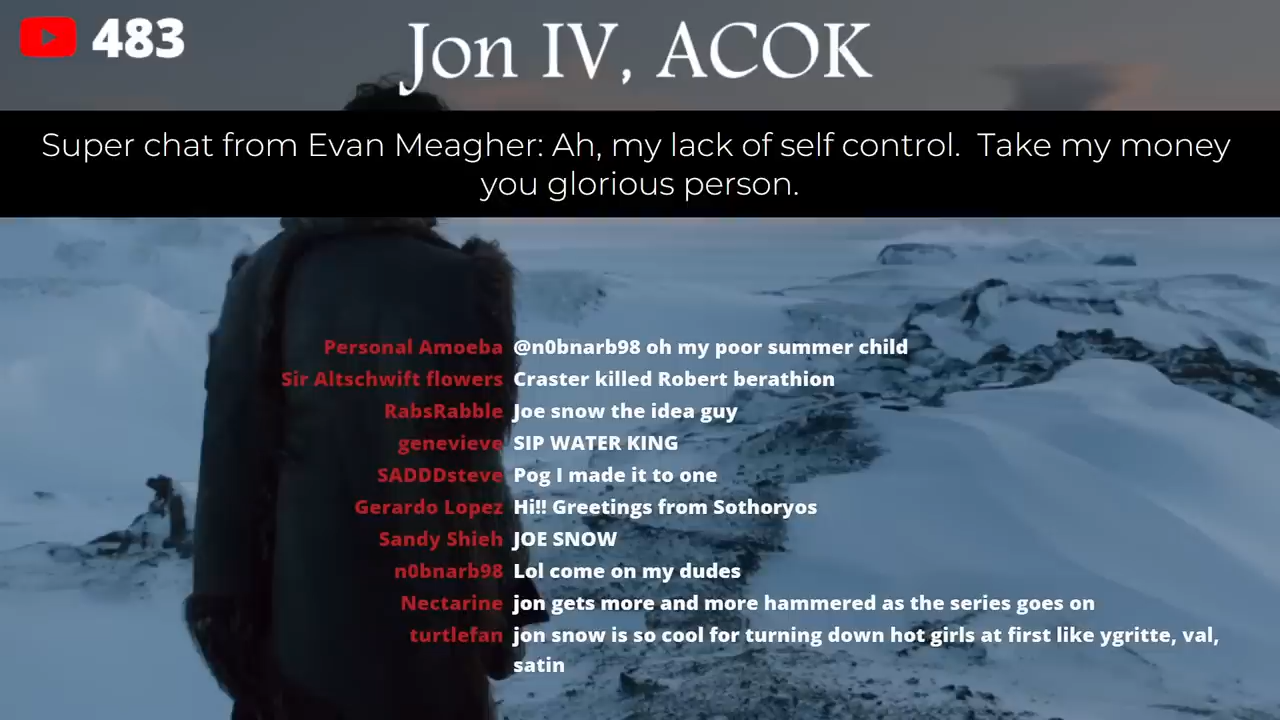 483
Jon IV, ACOK
Super chat from Evan Meagher: Ah, my lack of self control.  Take my money
you glorious person.
Personal Amoeba @n0bnarb98 oh my poor summer child
Sir Altschwift flowers Craster killed Robert berathion
RabsRabble Joe snow the idea guy
genevieve SIP WATER KING
SADDDsteve Pog I made it to one
Gerardo Lopez Hi!! Greetings from Sothoryos
Sandy Shieh JOE SNOW
n0bnarb98 Lol come on my dudes
Nectarine jon gets more and more hammered as the series goes on
turtlefan jon snow is so cool for turning down hot girls at first like ygritte, val,
satin